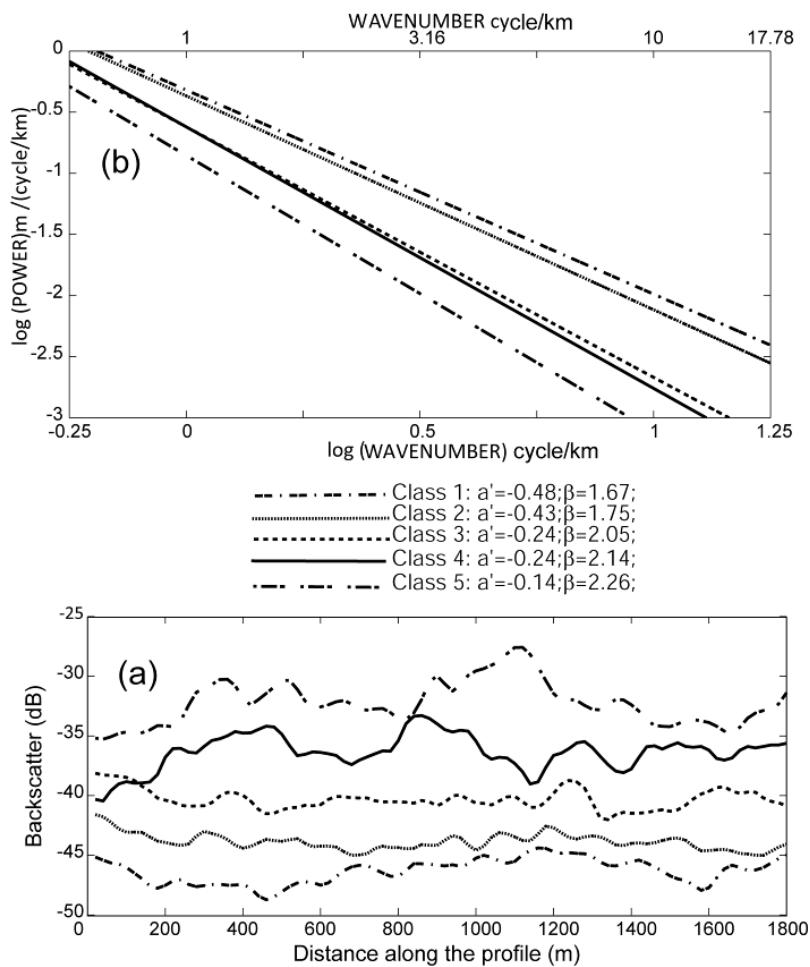 WAVENUMBER cycle/km
1 3.16 10 17.78
0
-0.5
-1
-1.5
-2
-2.5
-3
log (POWER)m /(cycle/km)
(b)
-0.25 0 0.5 1 1.25
log (WAVENUMBER) cycle/km
Class 1: a'=-0.48;β=1.67;
Class 2: a'=-0.43;β=1.75;
Class 3: a'=-0.24;β=2.05;
Class 4: a'=-0.24;β=2.14;
Class 5: a'=-0.14;β=2.26;
-25
-30
-35
-40
-45
-50
Backscatter (dB)
(a)
0 200 400 600 800 1000 1200 1400 1600 1800
Distance along the profile (m)